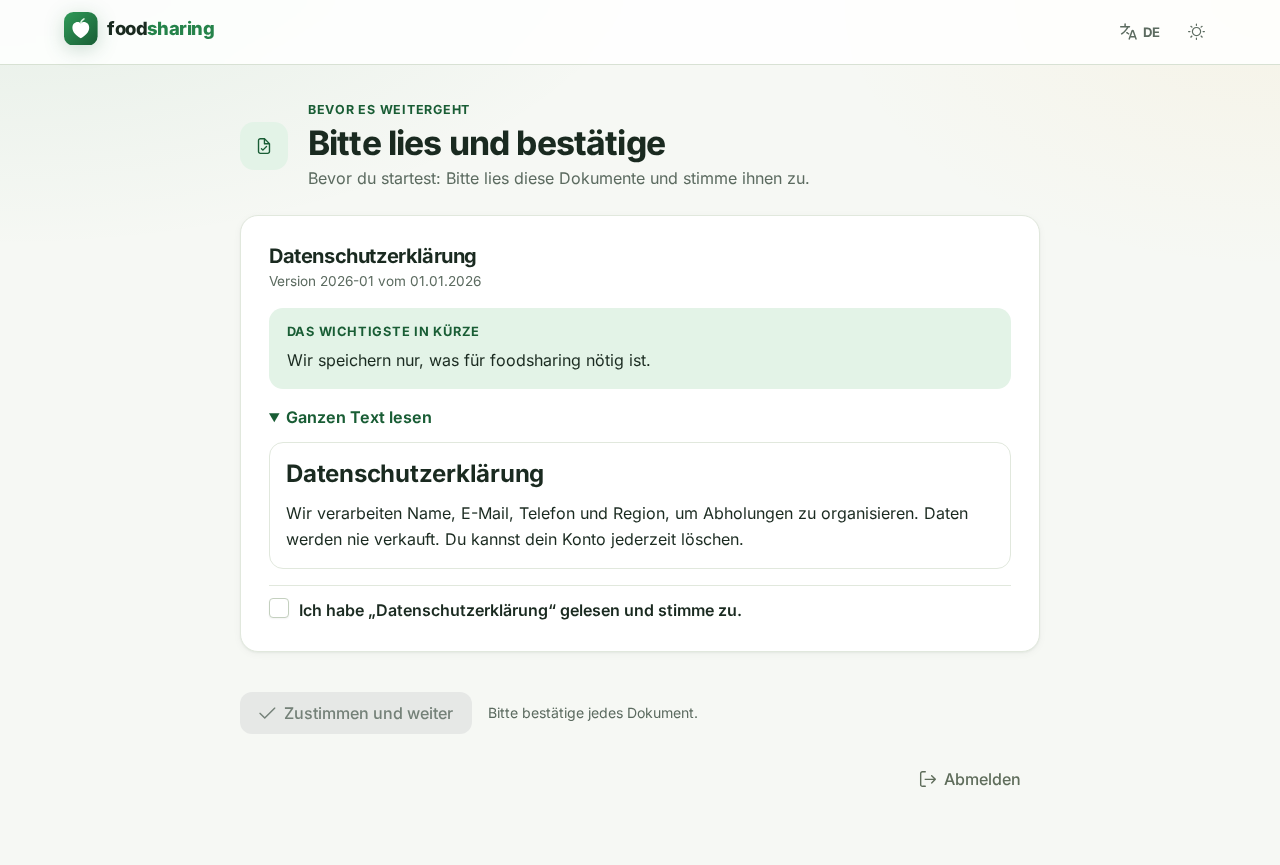 foodsharing
DE
BEVOR ES WEITERGEHT
Bitte lies und bestätige
Bevor du startest: Bitte lies diese Dokumente und stimme ihnen zu.
Datenschutzerklärung
Version 2026-01 vom 01.01.2026
DAS WICHTIGSTE IN KÜRZE
Wir speichern nur, was für foodsharing nötig ist.
Ganzen Text lesen
Datenschutzerklärung
Wir verarbeiten Name, E-Mail, Telefon und Region, um Abholungen zu organisieren. Daten
werden nie verkauft. Du kannst dein Konto jederzeit löschen.
Ich habe „Datenschutzerklärung“ gelesen und stimme zu.
Zustimmen und weiter
Bitte bestätige jedes Dokument.
Abmelden